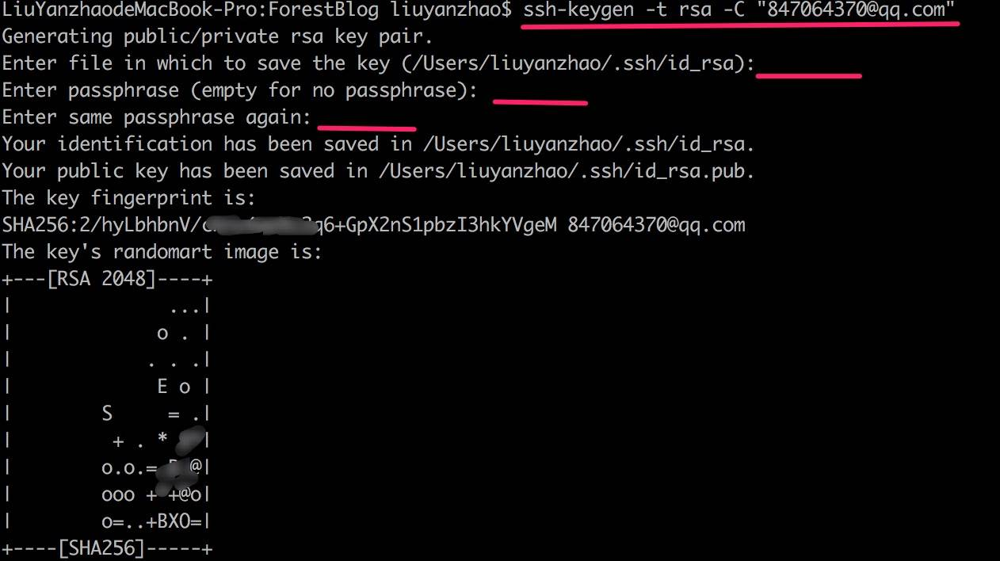 LiuYanzhaodeMacBook-Pro:ForestBlog liuyanzhao$ ssh-keygen -t rsa -C "847064370@qq.com"
Generating public/private rsa key pair.
Enter file in which to save the key (/Users/liuyanzhao/.ssh/id_rsa):
Enter passphrase (empty for no passphrase):
Enter same passphrase again:
Your identification has been saved in /Users/liuyanzhao/.ssh/id_rsa.
Your public key has been saved in /Users/liuyanzhao/.ssh/id_rsa.pub.
The key fingerprint is:
SHA256:2/hyLbhbnV/ q6+GpX2nS1pbzI3hkYVgeM 847064370@qq.com
The key's randomart image is:
+---[RSA 2048]----+
|              ...|
|             o . |
|            . . .|
|             E o |
|        S     = .|
|         + . *   |
|        o.o.=   @|
|        ooo + +@o|
|        o=..+BXO=|
+----[SHA256]-----+